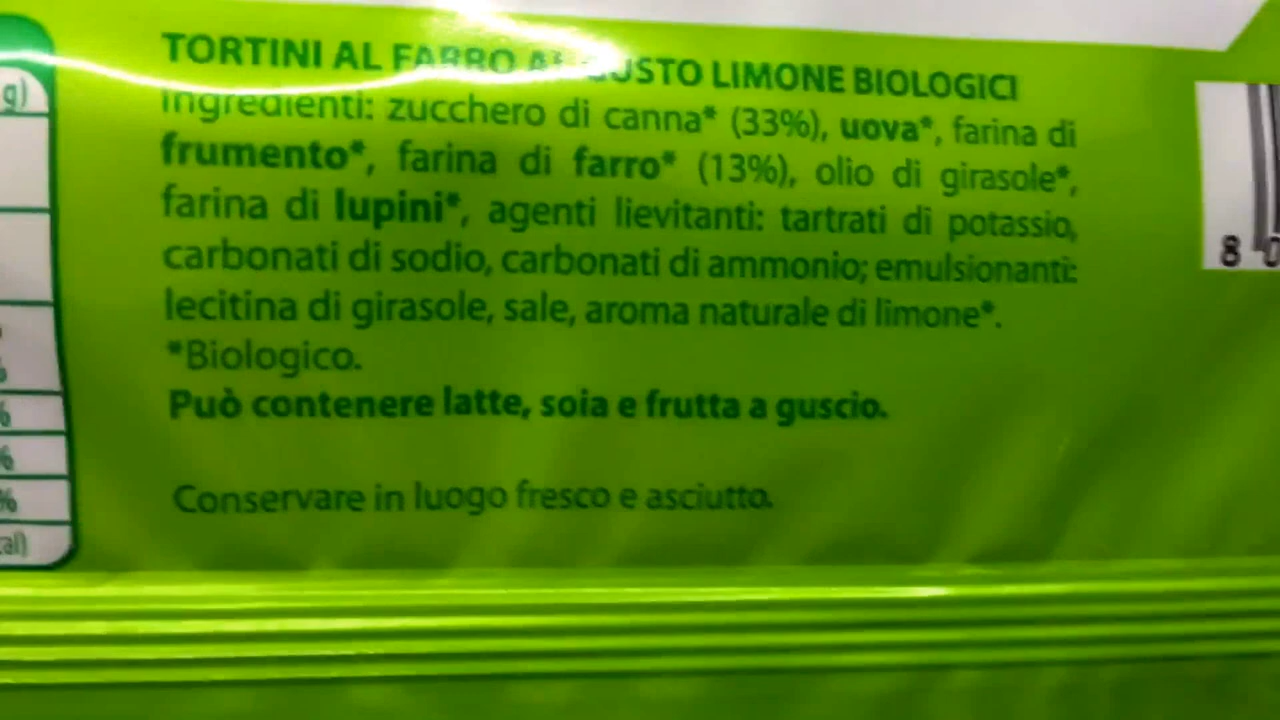 TORTINI AL FARRO AL GUSTO LIMONE BIOLOGICI
Ingredienti: zucchero di canna* (33%), uova*, farina di
frumento*, farina di farro* (13%), olio di girasole*,
farina di lupini*, agenti lievitanti: tartrati di potassio,
carbonati di sodio, carbonati di ammonio; emulsionanti:
lecitina di girasole, sale, aroma naturale di limone*.
*Biologico.
Può contenere latte, soia e frutta a guscio.
Conservare in luogo fresco e asciutto.
g)
%
%
%
cal)
8 0